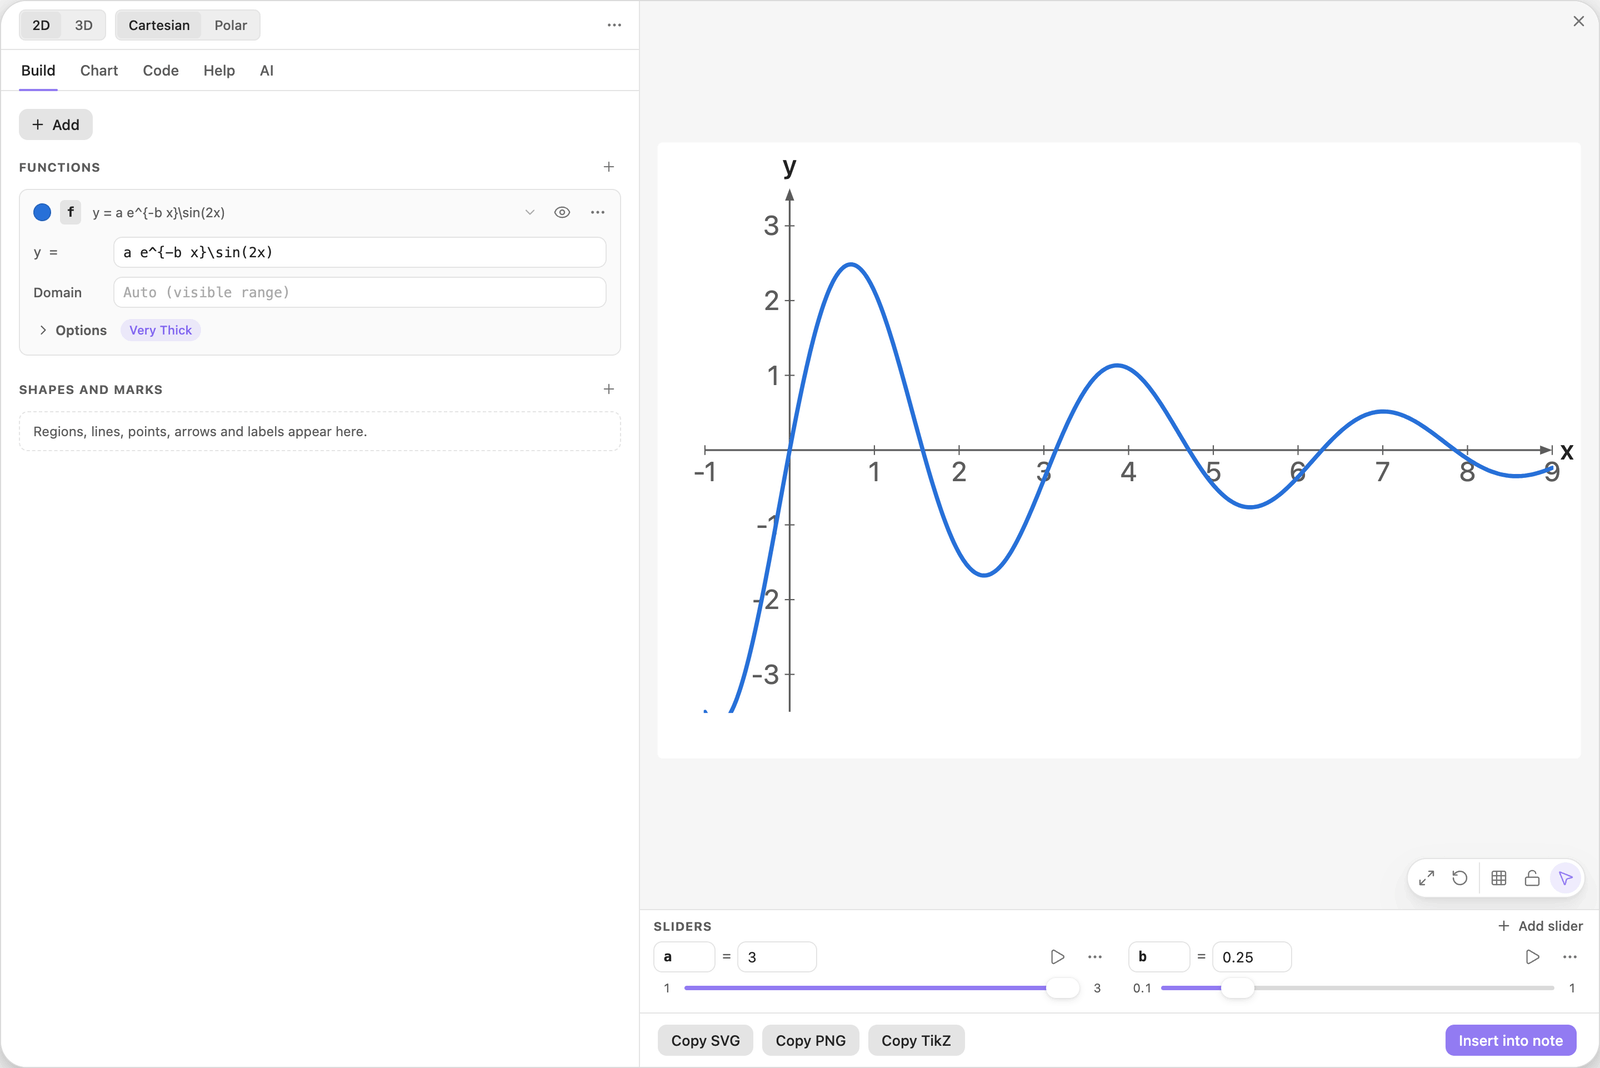 2D 3D Cartesian Polar
Build Chart Code Help AI
+ Add
FUNCTIONS
f y = a e^{-b x}\sin(2x)
y = a e^{-b x}\sin(2x)
Domain Auto (visible range)
Options Very Thick
SHAPES AND MARKS
Regions, lines, points, arrows and labels appear here.
y
3
2
1
x
-1 1 2 3 4 5 6 7 8 9
-1
-2
-3
SLIDERS + Add slider
a = 3 b = 0.25
1 3 0.1 1
Copy SVG Copy PNG Copy TikZ Insert into note